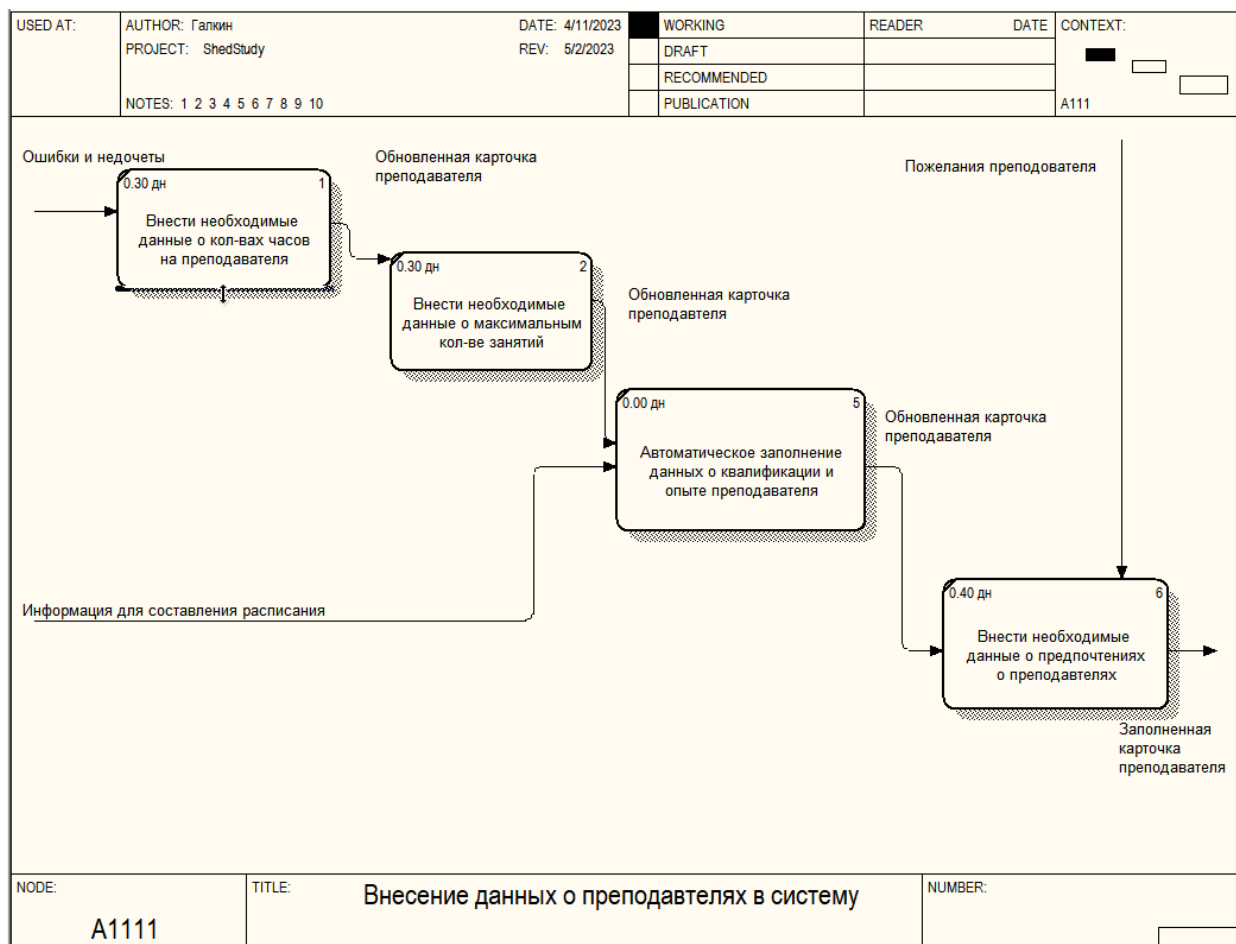 USED AT:
AUTHOR: Галкин
DATE: 4/11/2023
WORKING
READER
DATE
CONTEXT:
PROJECT: ShedStudy
REV: 5/2/2023
DRAFT
RECOMMENDED
NOTES: 1 2 3 4 5 6 7 8 9 10
PUBLICATION
A111
Ошибки и недочеты
0.30 дн
1
Внести необходимые
данные о кол-вах часов
на преподавателя
Обновленная карточка
преподавателя
0.30 дн
2
Внести необходимые
данные о максимальным
кол-ве занятий
Обновленная карточка
преподавтеля
0.00 дн
5
Автоматическое заполнение
данных о квалификации и
опыте преподавателя
Обновленная карточка
преподавателя
Пожелания преподователя
Информация для составления расписания
0.40 дн
6
Внести необходимые
данные о предпочтениях
о преподавтелях
Заполненная
карточка
преподавателя
NODE:
A1111
TITLE:
Внесение данных о преподавтелях в систему
NUMBER: